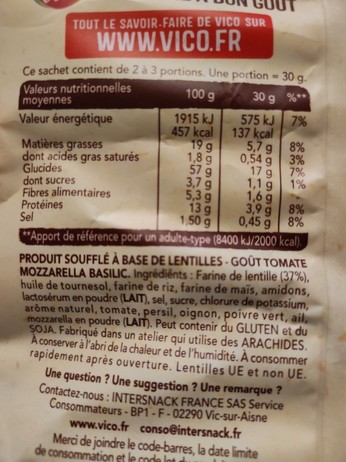 BON GOÛT
TOUT LE SAVOIR-FAIRE DE VICO SUR
WWW.VICO.FR
Ce sachet contient de 2 à 3 portions. Une portion = 30 g.
Valeurs nutritionnelles moyennes 100 g 30 g %**
Valeur énergétique 1915 kJ 575 kJ 7%
457 kcal 137 kcal
Matières grasses 19 g 5,7 g 8%
dont acides gras saturés 1,8 g 0,54 g 3%
Glucides 57 g 17 g 7%
dont sucres 3,7 g 1,1 g 1%
Fibres alimentaires 5,3 g 1,6 g
Protéines 13 g 3,9 g 8%
Sel 1,50 g 0,45 g 8%
**Apport de référence pour un adulte-type (8400 kJ/2000 kcal).
PRODUIT SOUFFLÉ À BASE DE LENTILLES - GOÛT TOMATE
MOZZARELLA BASILIC. Ingrédients : Farine de lentille (37%),
huile de tournesol, farine de riz, farine de maïs, amidons,
lactosérum en poudre (LAIT), sel, sucre, chlorure de potassium,
arôme naturel, tomate, persil, oignon, poivre vert, ail,
mozzarella en poudre (LAIT). Peut contenir du GLUTEN et du
SOJA. Fabriqué dans un atelier qui utilise des ARACHIDES.
À conserver à l'abri de la chaleur et de l'humidité. À consommer
rapidement après ouverture. Lentilles UE et non UE.
Une question ? Une suggestion ? Une remarque ?
Contactez-nous : INTERSNACK FRANCE SAS Service
Consommateurs - BP1 - F - 02290 Vic-sur-Aisne
www.vico.fr conso@intersnack.fr
Merci de joindre le code-barres, la date limite
de consommation et le code